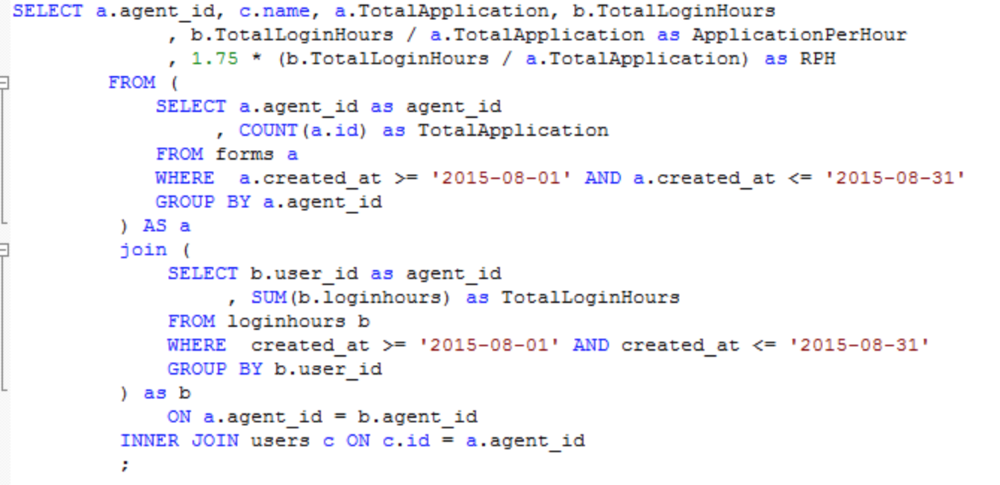 SELECT a.agent_id, c.name, a.TotalApplication, b.TotalLoginHours
, b.TotalLoginHours / a.TotalApplication as ApplicationPerHour
, 1.75 * (b.TotalLoginHours / a.TotalApplication) as RPH
FROM (
SELECT a.agent_id as agent_id
, COUNT(a.id) as TotalApplication
FROM forms a
WHERE  a.created_at >= '2015-08-01' AND a.created_at <= '2015-08-31'
GROUP BY a.agent_id
) AS a
join (
SELECT b.user_id as agent_id
, SUM(b.loginhours) as TotalLoginHours
FROM loginhours b
WHERE  created_at >= '2015-08-01' AND created_at <= '2015-08-31'
GROUP BY b.user_id
) as b
ON a.agent_id = b.agent_id
INNER JOIN users c ON c.id = a.agent_id
;